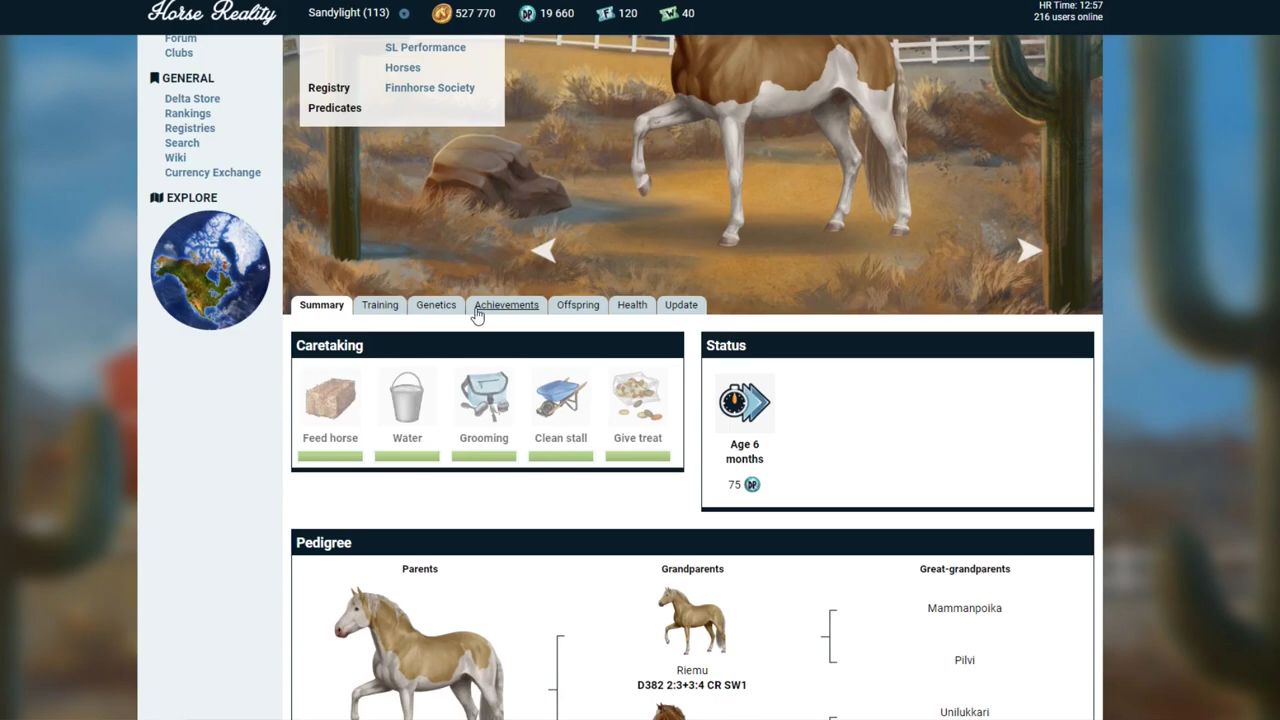 Horse Reality
Sandylight (113)
527 770
DP
19 660
120
40
HR Time: 12:57
216 users online
Forum
Clubs
GENERAL
Delta Store
Rankings
Registries
Search
Wiki
Currency Exchange
EXPLORE
SL Performance
Horses
Registry
Finnhorse Society
Predicates
Summary
Training
Genetics
Achievements
Offspring
Health
Update
Caretaking
Feed horse
Water
Grooming
Clean stall
Give treat
Status
Age 6
months
75 DP
Pedigree
Parents
Grandparents
Great-grandparents
Mammanpoika
Riemu
D382 2:3+3:4 CR SW1
Pilvi
Unilukkari